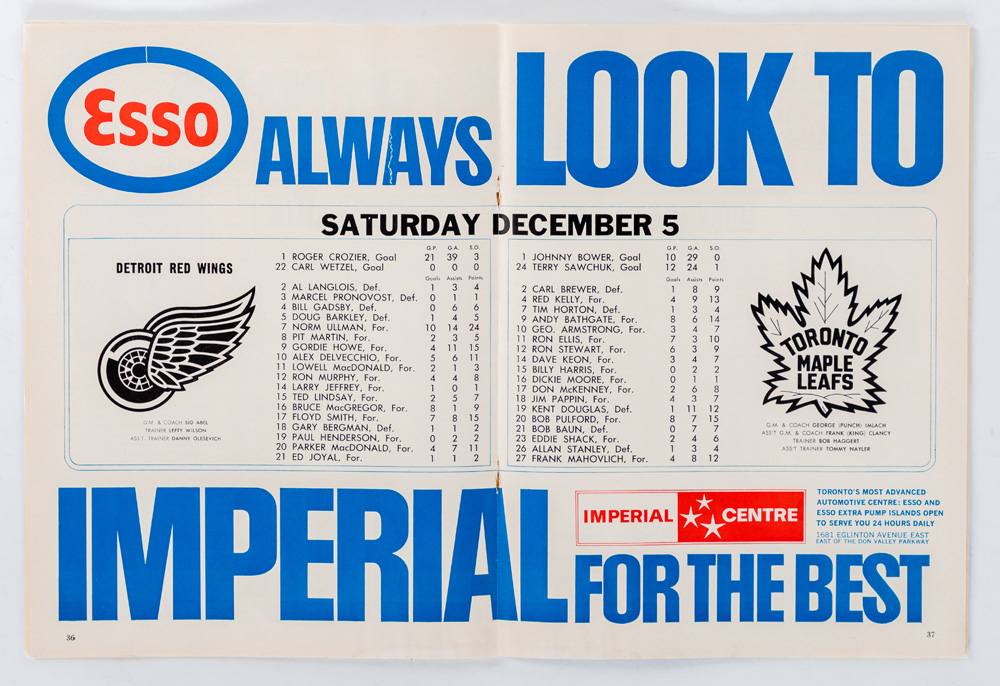 Esso
ALWAYS LOOK TO
SATURDAY DECEMBER 5
DETROIT RED WINGS
G.P. G.A. S.O.
1 ROGER CROZIER, Goal 21 39 3
22 CARL WETZEL, Goal 0 0 0
Goals Assists Points
2 AL LANGLOIS, Def. 1 3 4
3 MARCEL PRONOVOST, Def. 0 1 1
4 BILL GADSBY, Def. 0 6 6
5 DOUG BARKLEY, Def. 1 4 5
7 NORM ULLMAN, For. 10 14 24
8 PIT MARTIN, For. 2 3 5
9 GORDIE HOWE, For. 4 11 15
10 ALEX DELVECCHIO, For. 5 6 11
11 LOWELL MacDONALD, For. 2 1 3
12 RON MURPHY, For. 4 4 8
14 LARRY JEFFREY, For. 1 0 1
15 TED LINDSAY, For. 2 5 7
16 BRUCE MacGREGOR, For. 8 1 9
17 FLOYD SMITH, For. 7 8 15
18 GARY BERGMAN, Def. 1 1 2
19 PAUL HENDERSON, For. 0 2 2
20 PARKER MacDONALD, For. 4 7 11
21 ED JOYAL, For. 1 1 2
G.M. & COACH SID ABEL
TRAINER LEFTY WILSON
ASS'T. TRAINER DANNY OLESEVICH
G.P. G.A. S.O.
1 JOHNNY BOWER, Goal 10 29 0
24 TERRY SAWCHUK, Goal 12 24 1
Goals Assists Points
2 CARL BREWER, Def. 1 8 9
4 RED KELLY, For. 4 9 13
7 TIM HORTON, Def. 1 3 4
9 ANDY BATHGATE, For. 8 6 14
10 GEO. ARMSTRONG, For. 3 4 7
11 RON ELLIS, For. 7 3 10
12 RON STEWART, For. 6 3 9
14 DAVE KEON, For. 3 4 7
15 BILLY HARRIS, For. 0 2 2
16 DICKIE MOORE, For. 0 1 1
17 DON McKENNEY, For. 2 6 8
18 JIM PAPPIN, For. 4 3 7
19 KENT DOUGLAS, Def. 1 11 12
20 BOB PULFORD, For. 8 7 15
21 BOB BAUN, Def. 0 7 7
23 EDDIE SHACK, For. 2 4 6
26 ALLAN STANLEY, Def. 1 3 4
27 FRANK MAHOVLICH, For. 4 8 12
TORONTO
MAPLE
LEAFS
G.M. & COACH GEORGE (PUNCH) IMLACH
ASS'T G.M. & COACH FRANK (KING) CLANCY
TRAINER BOB HAGGERT
ASS'T TRAINER TOMMY NAYLER
IMPERIAL FOR THE BEST
IMPERIAL CENTRE
TORONTO'S MOST ADVANCED
AUTOMOTIVE CENTRE: ESSO AND
ESSO EXTRA PUMP ISLANDS OPEN
TO SERVE YOU 24 HOURS DAILY
1681 EGLINTON AVENUE EAST
EAST OF THE DON VALLEY PARKWAY
36
37